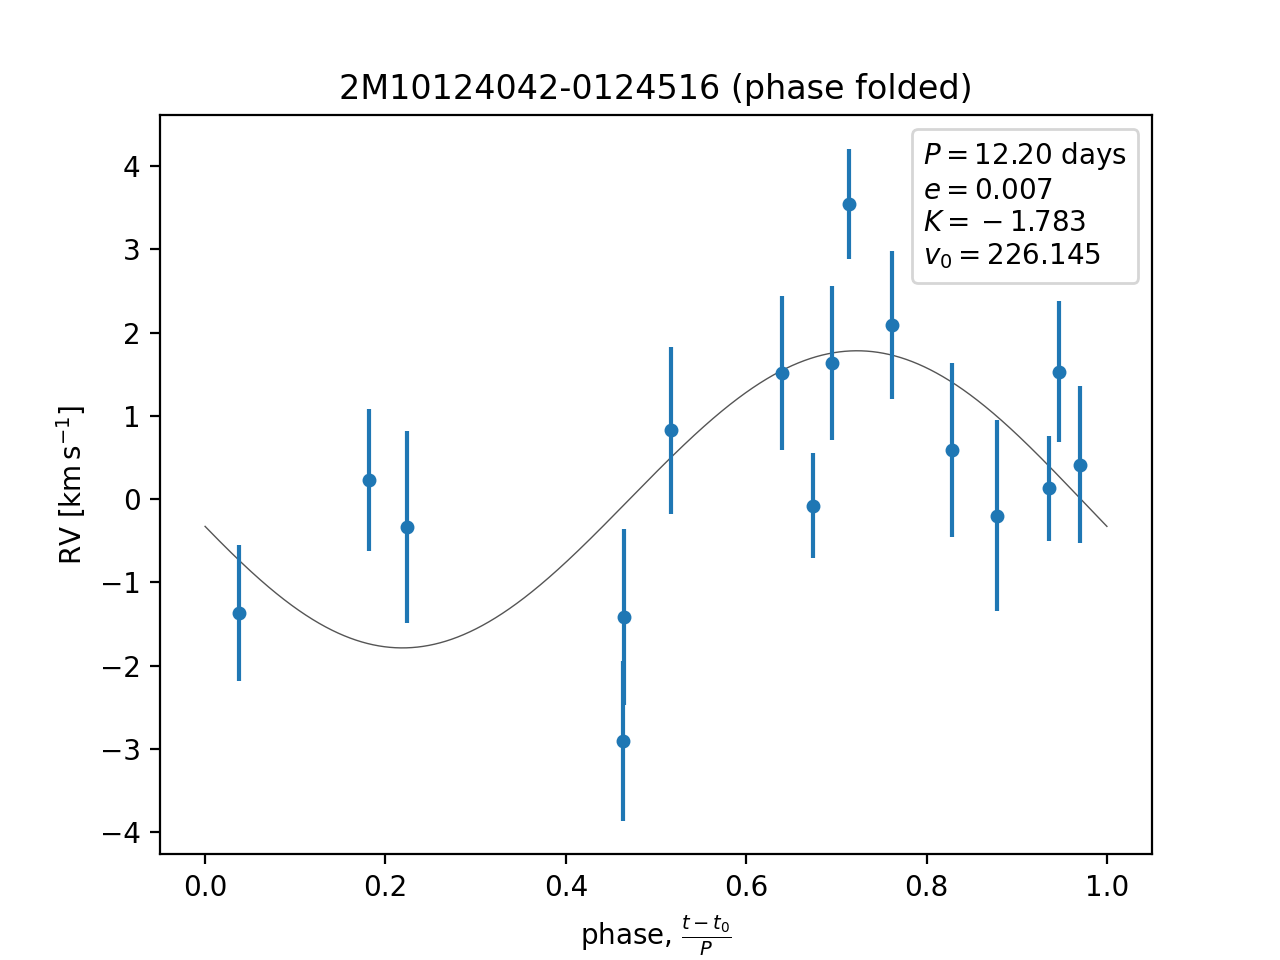 2M10124042-0124516 (phase folded)
P = 12.20 days
e = 0.007
K = −1.783
v₀ = 226.145
RV [km s⁻¹]
4
3
2
1
0
−1
−2
−3
−4
0.0 0.2 0.4 0.6 0.8 1.0
phase, (t − t₀)/P